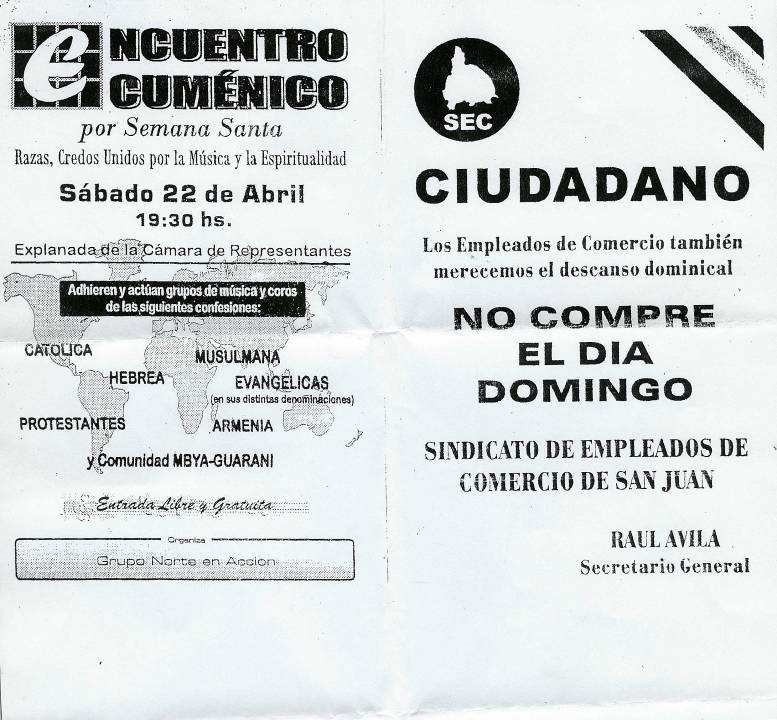 eNCUENTRO
eCUMÉNICO
por Semana Santa
Razas, Credos Unidos por la Música y la Espiritualidad
Sábado 22 de Abril
19:30 hs.
Explanada de la Cámara de Representantes
Adhieren y actúan grupos de música y coros
de las siguientes confesiones:
CATOLICA
MUSULMANA
HEBREA
EVANGELICAS
(en sus distintas denominaciones)
PROTESTANTES
ARMENIA
y Comunidad MBYA-GUARANI
Entrada Libre y Gratuita
Organiza
Grupo Norte en Accion
SEC
CIUDADANO
Los Empleados de Comercio también
merecemos el descanso dominical
NO COMPRE
EL DIA
DOMINGO
SINDICATO DE EMPLEADOS DE
COMERCIO DE SAN JUAN
RAUL AVILA
Secretario General